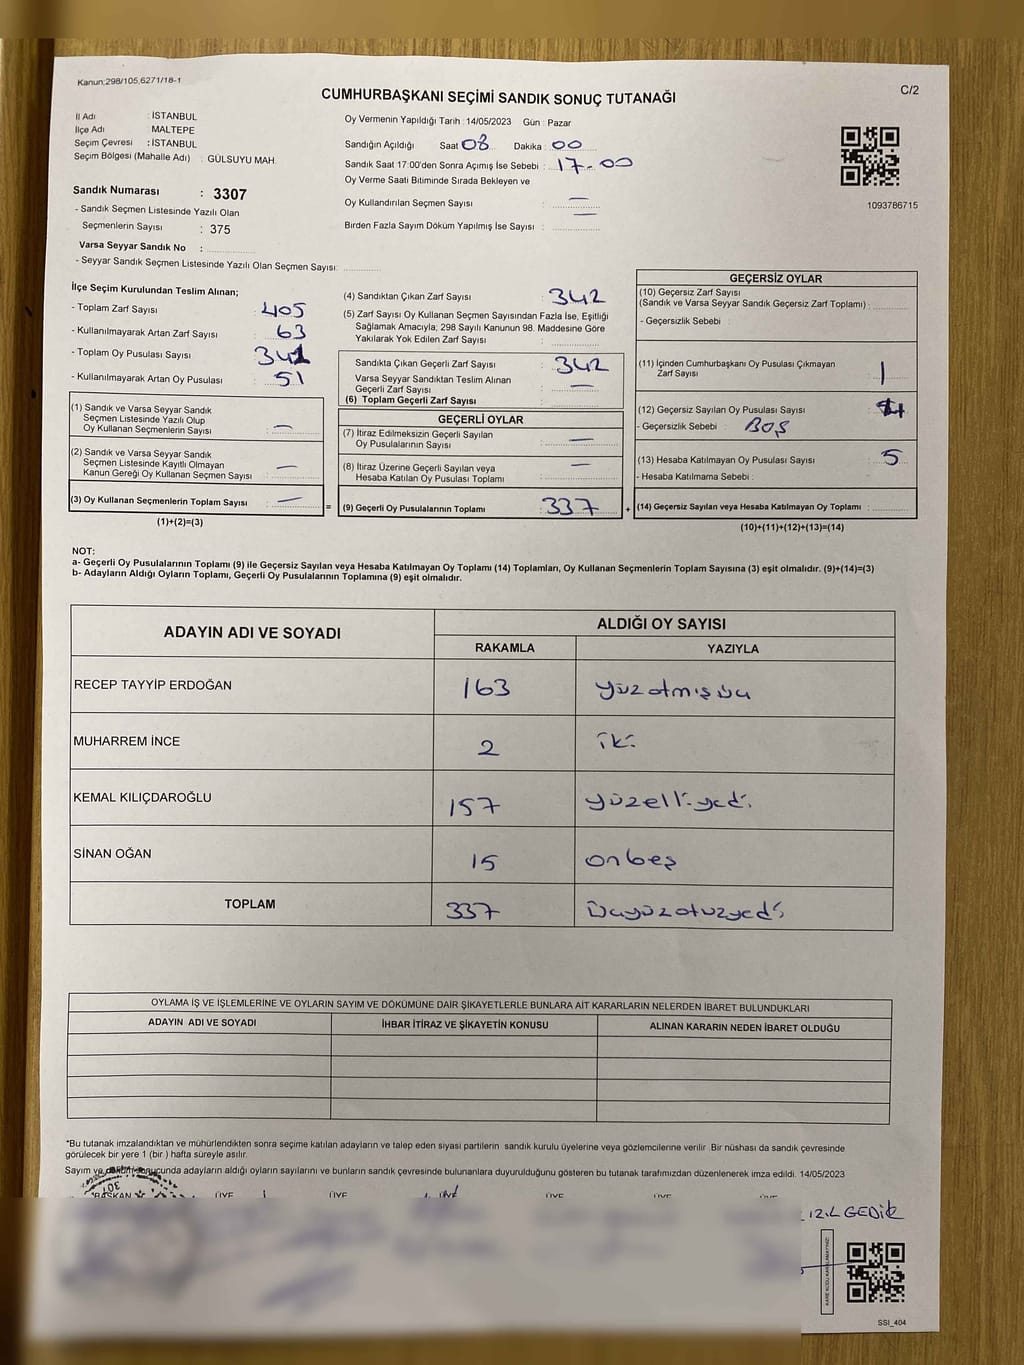 Kanun:298/105,6271/18-1
C/2
CUMHURBAŞKANI SEÇİMİ SANDIK SONUÇ TUTANAĞI
İl Adı : İSTANBUL
İlçe Adı : MALTEPE
Seçim Çevresi : İSTANBUL
Seçim Bölgesi (Mahalle Adı) : GÜLSUYU MAH.
Sandık Numarası : 3307
- Sandık Seçmen Listesinde Yazılı Olan
Seçmenlerin Sayısı : 375
Varsa Seyyar Sandık No :
- Seyyar Sandık Seçmen Listesinde Yazılı Olan Seçmen Sayısı:
Oy Vermenin Yapıldığı Tarih : 14/05/2023 Gün : Pazar
Sandığın Açıldığı Saat 08 Dakika : 00
Sandık Saat 17:00'den Sonra Açımış İse Sebebi : 17-00
Oy Verme Saati Bitiminde Sırada Bekleyen ve
Oy Kullandırılan Seçmen Sayısı : —
Birden Fazla Sayım Döküm Yapılmış İse Sayısı : —
1093786715
İlçe Seçim Kurulundan Teslim Alınan;
- Toplam Zarf Sayısı : 405
- Kullanılmayarak Artan Zarf Sayısı : 63
- Toplam Oy Pusulası Sayısı :
- Kullanılmayarak Artan Oy Pusulası : 51
(1) Sandık ve Varsa Seyyar Sandık
Seçmen Listesinde Yazılı Olup
Oy Kullanan Seçmenlerin Sayısı : —
(2) Sandık ve Varsa Seyyar Sandık
Seçmen Listesinde Kayıtlı Olmayan
Kanun Gereği Oy Kullanan Seçmen Sayısı : —
(3) Oy Kullanan Seçmenlerin Toplam Sayısı : —
(1)+(2)=(3)
(4) Sandıktan Çıkan Zarf Sayısı : 342
(5) Zarf Sayısı Oy Kullanan Seçmen Sayısından Fazla İse, Eşitliği
Sağlamak Amacıyla; 298 Sayılı Kanunun 98. Maddesine Göre
Yakılarak Yok Edilen Zarf Sayısı :
Sandıkta Çıkan Geçerli Zarf Sayısı : 342
Varsa Seyyar Sandıktan Teslim Alınan
Geçerli Zarf Sayısı : —
(6) Toplam Geçerli Zarf Sayısı :
GEÇERLİ OYLAR
(7) İtiraz Edilmeksizin Geçerli Sayılan
Oy Pusulalarının Sayısı : —
(8) İtiraz Üzerine Geçerli Sayılan veya
Hesaba Katılan Oy Pusulası Toplamı : —
= (9) Geçerli Oy Pusulalarının Toplamı : 337 +
GEÇERSİZ OYLAR
(10) Geçersiz Zarf Sayısı
(Sandık ve Varsa Seyyar Sandık Geçersiz Zarf Toplamı) :
- Geçersizlik Sebebi :
(11) İçinden Cumhurbaşkanı Oy Pusulası Çıkmayan
Zarf Sayısı : 1
(12) Geçersiz Sayılan Oy Pusulası Sayısı :
- Geçersizlik Sebebi : BOŞ
(13) Hesaba Katılmayan Oy Pusulası Sayısı : 5
- Hesaba Katılmama Sebebi :
(14) Geçersiz Sayılan veya Hesaba Katılmayan Oy Toplamı :
(10)+(11)+(12)+(13)=(14)
NOT:
a- Geçerli Oy Pusulalarının Toplamı (9) ile Geçersiz Sayılan veya Hesaba Katılmayan Oy Toplamı (14) Toplamları, Oy Kullanan Seçmenlerin Toplam Sayısına (3) eşit olmalıdır. (9)+(14)=(3)
b- Adayların Aldığı Oyların Toplamı, Geçerli Oy Pusulalarının Toplamına (9) eşit olmalıdır.
ADAYIN ADI VE SOYADI
ALDIĞI OY SAYISI
RAKAMLA YAZIYLA
RECEP TAYYİP ERDOĞAN 163 yüzatmışüç
MUHARREM İNCE 2 iki
KEMAL KILIÇDAROĞLU 157 yüzelliyedi
SİNAN OĞAN 15 onbeş
TOPLAM 337 Üçyüzotuzyedi
OYLAMA İŞ VE İŞLEMLERİNE VE OYLARIN SAYIM VE DÖKÜMÜNE DAİR ŞİKAYETLERLE BUNLARA AİT KARARLARIN NELERDEN İBARET BULUNDUKLARI
ADAYIN ADI VE SOYADI İHBAR İTİRAZ VE ŞİKAYETİN KONUSU ALINAN KARARIN NEDEN İBARET OLDUĞU
*Bu tutanak imzalandıktan ve mühürlendikten sonra seçime katılan adayların ve talep eden siyasi partilerin sandık kurulu üyelerine veya gözlemcilerine verilir. Bir nüshası da sandık çevresinde
görülecek bir yere 1 (bir ) hafta süreyle asılır.
Sayım ve sonucunda adayların aldığı oyların sayılarını ve bunların sandık çevresinde bulunanlara duyurulduğunu gösteren bu tutanak tarafımızdan düzenlenerek imza edildi. 14/05/2023
BAŞKAN ÜYE ÜYE ÜYE ÜYE ÜYE ÜYE
GEDİK
SSI_404